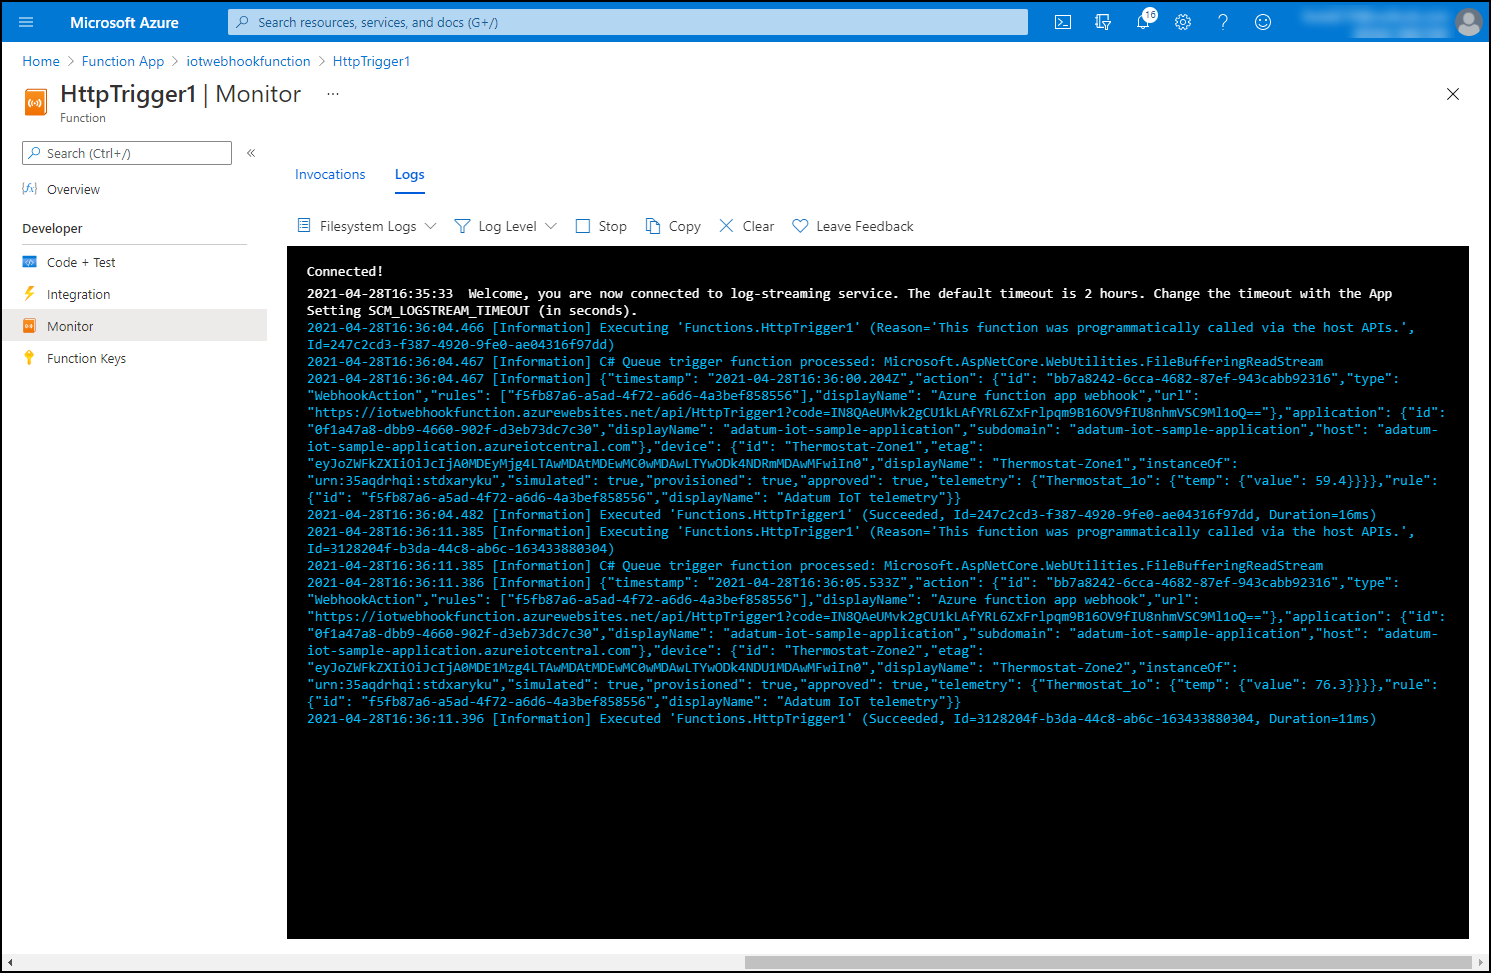 Microsoft Azure
Search resources, services, and docs (G+/)
16
Home > Function App > iotwebhookfunction > HttpTrigger1
HttpTrigger1 | Monitor ...
Function
Search (Ctrl+/)
«
Overview
Developer
Code + Test
Integration
Monitor
Function Keys
Invocations Logs
Filesystem Logs Log Level Stop Copy Clear Leave Feedback
Connected!
2021-04-28T16:35:33  Welcome, you are now connected to log-streaming service. The default timeout is 2 hours. Change the timeout with the App
Setting SCM_LOGSTREAM_TIMEOUT (in seconds).
2021-04-28T16:36:04.466 [Information] Executing 'Functions.HttpTrigger1' (Reason='This function was programmatically called via the host APIs.',
Id=247c2cd3-f387-4920-9fe0-ae04316f97dd)
2021-04-28T16:36:04.467 [Information] C# Queue trigger function processed: Microsoft.AspNetCore.WebUtilities.FileBufferingReadStream
2021-04-28T16:36:04.467 [Information] {"timestamp": "2021-04-28T16:36:00.204Z","action": {"id": "bb7a8242-6cca-4682-87ef-943cabb92316","type":
"WebhookAction","rules": ["f5fb87a6-a5ad-4f72-a6d6-4a3bef858556"],"displayName": "Azure function app webhook","url":
"https://iotwebhookfunction.azurewebsites.net/api/HttpTrigger1?code=IN8QAeUMvk2gCU1kLAfYRL6ZxFrlpqm9B16OV9fIU8nhmVSC9Ml1oQ=="},"application": {"id":
"0f1a47a8-dbb9-4660-902f-d3eb73dc7c30","displayName": "adatum-iot-sample-application","subdomain": "adatum-iot-sample-application","host": "adatum-
iot-sample-application.azureiotcentral.com"},"device": {"id": "Thermostat-Zone1","etag":
"eyJoZWFkZXIiOiJcIjA0MDEyMjg4LTAwMDAtMDEwMC0wMDAwLTYwODk4NDRmMDAwMFwiIn0","displayName": "Thermostat-Zone1","instanceOf":
"urn:35aqdrhqi:stdxaryku","simulated": true,"provisioned": true,"approved": true,"telemetry": {"Thermostat_1o": {"temp": {"value": 59.4}}}},"rule":
{"id": "f5fb87a6-a5ad-4f72-a6d6-4a3bef858556","displayName": "Adatum IoT telemetry"}}
2021-04-28T16:36:04.482 [Information] Executed 'Functions.HttpTrigger1' (Succeeded, Id=247c2cd3-f387-4920-9fe0-ae04316f97dd, Duration=16ms)
2021-04-28T16:36:11.385 [Information] Executing 'Functions.HttpTrigger1' (Reason='This function was programmatically called via the host APIs.',
Id=3128204f-b3da-44c8-ab6c-163433880304)
2021-04-28T16:36:11.385 [Information] C# Queue trigger function processed: Microsoft.AspNetCore.WebUtilities.FileBufferingReadStream
2021-04-28T16:36:11.386 [Information] {"timestamp": "2021-04-28T16:36:05.533Z","action": {"id": "bb7a8242-6cca-4682-87ef-943cabb92316","type":
"WebhookAction","rules": ["f5fb87a6-a5ad-4f72-a6d6-4a3bef858556"],"displayName": "Azure function app webhook","url":
"https://iotwebhookfunction.azurewebsites.net/api/HttpTrigger1?code=IN8QAeUMvk2gCU1kLAfYRL6ZxFrlpqm9B16OV9fIU8nhmVSC9Ml1oQ=="},"application": {"id":
"0f1a47a8-dbb9-4660-902f-d3eb73dc7c30","displayName": "adatum-iot-sample-application","subdomain": "adatum-iot-sample-application","host": "adatum-
iot-sample-application.azureiotcentral.com"},"device": {"id": "Thermostat-Zone2","etag":
"eyJoZWFkZXIiOiJcIjA0MDE1Mzg4LTAwMDAtMDEwMC0wMDAwLTYwODk4NDU1MDAwMFwiIn0","displayName": "Thermostat-Zone2","instanceOf":
"urn:35aqdrhqi:stdxaryku","simulated": true,"provisioned": true,"approved": true,"telemetry": {"Thermostat_1o": {"temp": {"value": 76.3}}}},"rule":
{"id": "f5fb87a6-a5ad-4f72-a6d6-4a3bef858556","displayName": "Adatum IoT telemetry"}}
2021-04-28T16:36:11.396 [Information] Executed 'Functions.HttpTrigger1' (Succeeded, Id=3128204f-b3da-44c8-ab6c-163433880304, Duration=11ms)